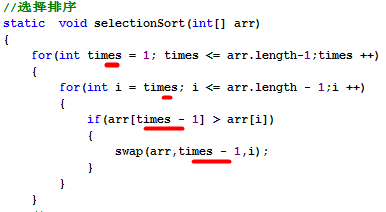 //选择排序
static  void selectionSort(int[] arr)
{
for(int times = 1; times <= arr.length-1;times ++)
{
for(int i = times; i <= arr.length - 1;i ++)
{
if(arr[times - 1] > arr[i])
{
swap(arr,times - 1,i);
}
}
}